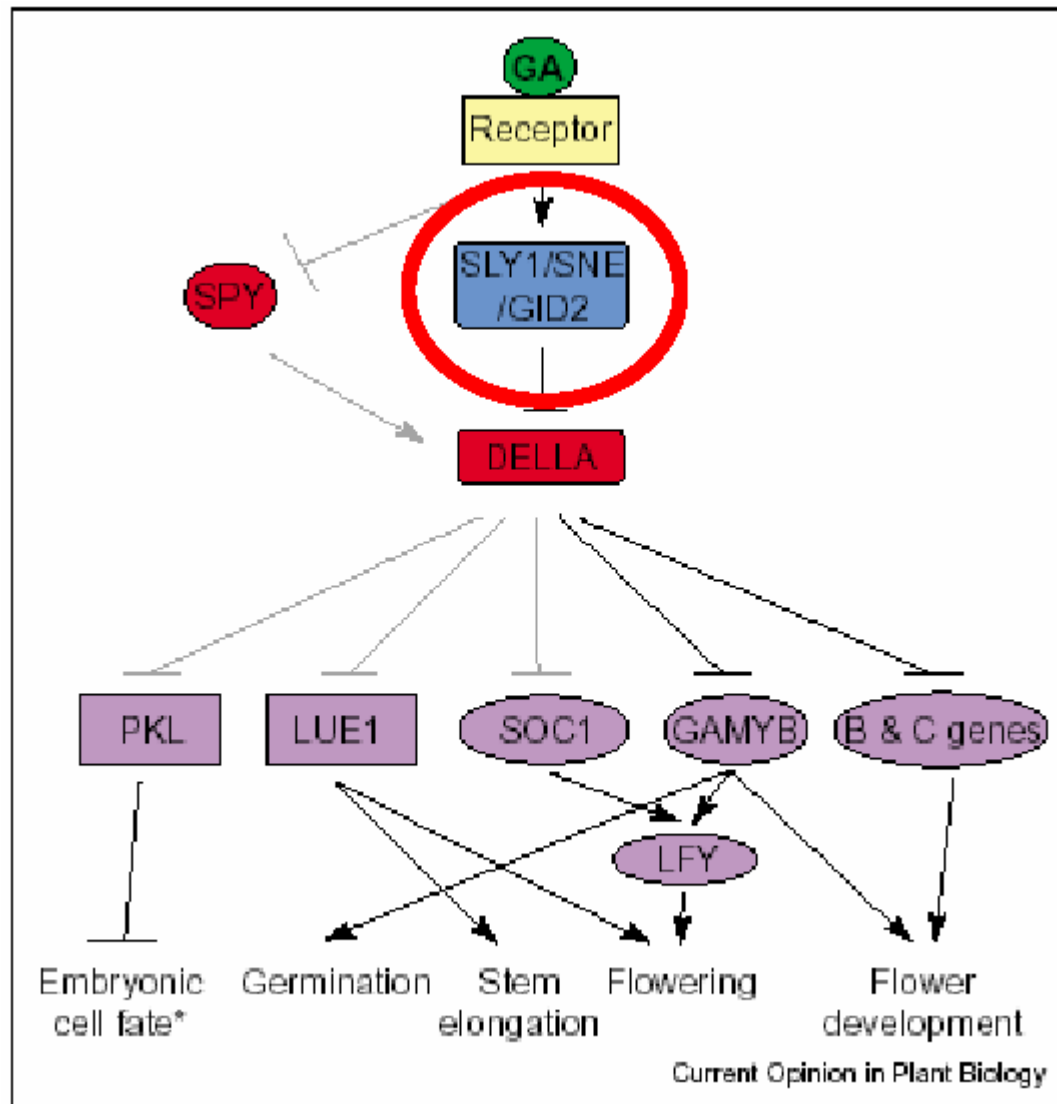 GA
Receptor
SLY1/SNE
/GID2
SPY
DELLA
PKL
LUE1
SOC1
GAMYB
B & C genes
LFY
Embryonic
cell fate*
Germination
Stem
elongation
Flowering
Flower
development
Current Opinion in Plant Biology